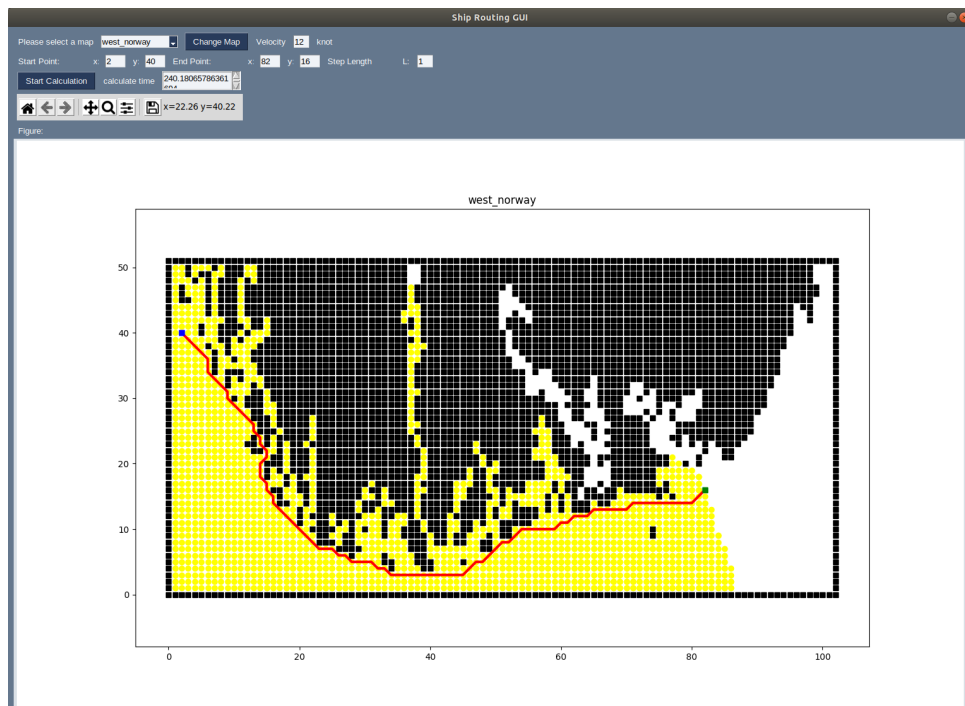 Ship Routing GUI
Please select a map west_norway Change Map Velocity 12 knot
Start Point: x: 2 y: 40 End Point: x: 82 y: 16 Step Length L: 1
Start Calculation calculate time 240.18065786361
x=22.26 y=40.22
Figure:
west_norway
50
40
30
20
10
0
0 20 40 60 80 100